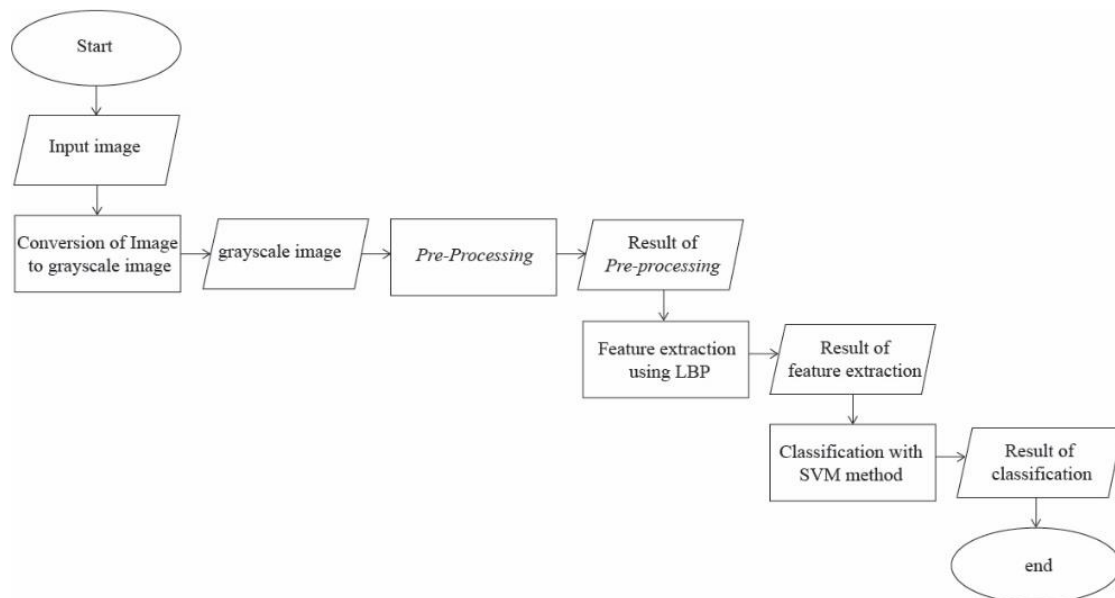 Start
Input image
Conversion of Image
to grayscale image
grayscale image
Pre-Processing
Result of
Pre-processing
Feature extraction
using LBP
Result of
feature extraction
Classification with
SVM method
Result of
classification
end